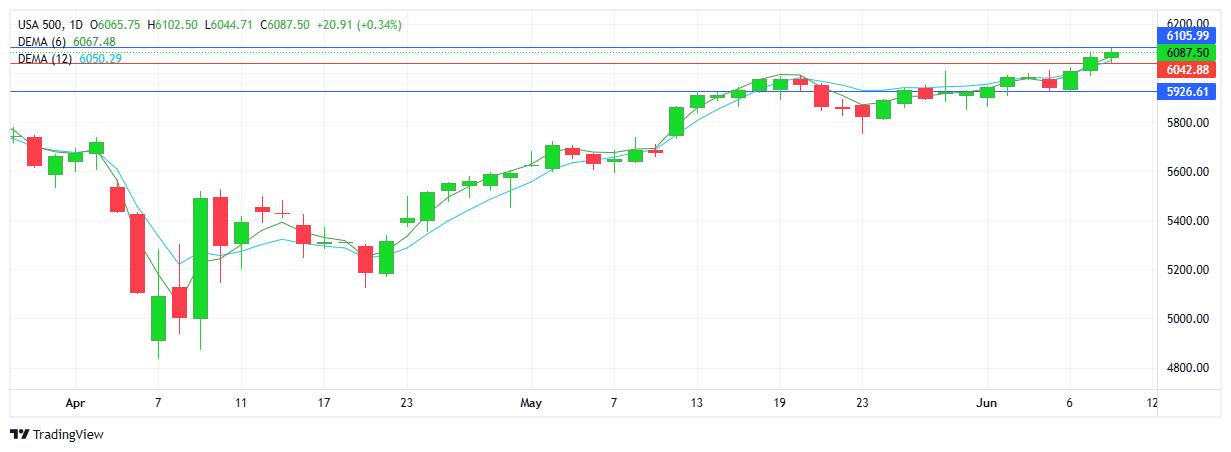 USA 500, 1D O6065.75 H6102.50 L6044.71 C6087.50 +20.91 (+0.34%)
DEMA (6) 6067.48
DEMA (12) 6050.29
6200.00
6105.99
6087.50
6042.88
5926.61
5800.00
5600.00
5400.00
5200.00
5000.00
4800.00
Apr 7 11 17 23 May 7 13 19 23 Jun 6 12
TradingView